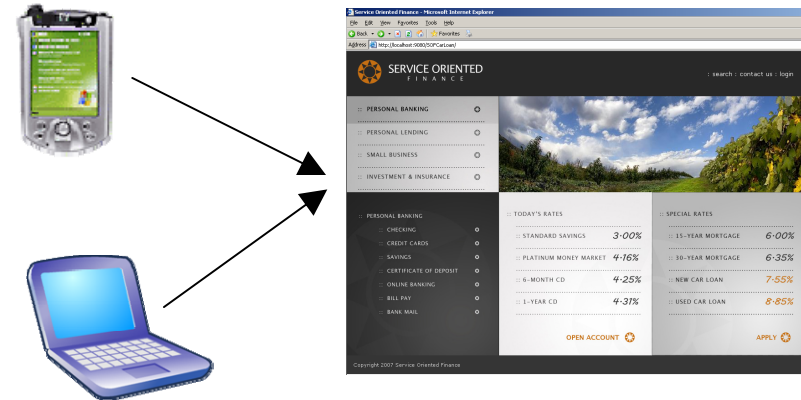 Service Oriented Finance - Microsoft Internet Explorer
File Edit View Favorites Tools Help
Back Favorites
Address http://localhost:9080/SOFCarLoan/
SERVICE ORIENTED
FINANCE
: search : contact us : login
:: PERSONAL BANKING
:: PERSONAL LENDING
:: SMALL BUSINESS
:: INVESTMENT & INSURANCE
:: PERSONAL BANKING
:: CHECKING
:: CREDIT CARDS
:: SAVINGS
:: CERTIFICATE OF DEPOSIT
:: ONLINE BANKING
:: BILL PAY
:: BANK MAIL
:: TODAY'S RATES
:: STANDARD SAVINGS 3.00%
:: PLATINUM MONEY MARKET 4.16%
:: 6-MONTH CD 4.25%
:: 1-YEAR CD 4.31%
OPEN ACCOUNT
:: SPECIAL RATES
:: 15-YEAR MORTGAGE 6.00%
:: 30-YEAR MORTGAGE 6.35%
:: NEW CAR LOAN 7.55%
:: USED CAR LOAN 8.85%
APPLY
Copyright 2007 Service Oriented Finance